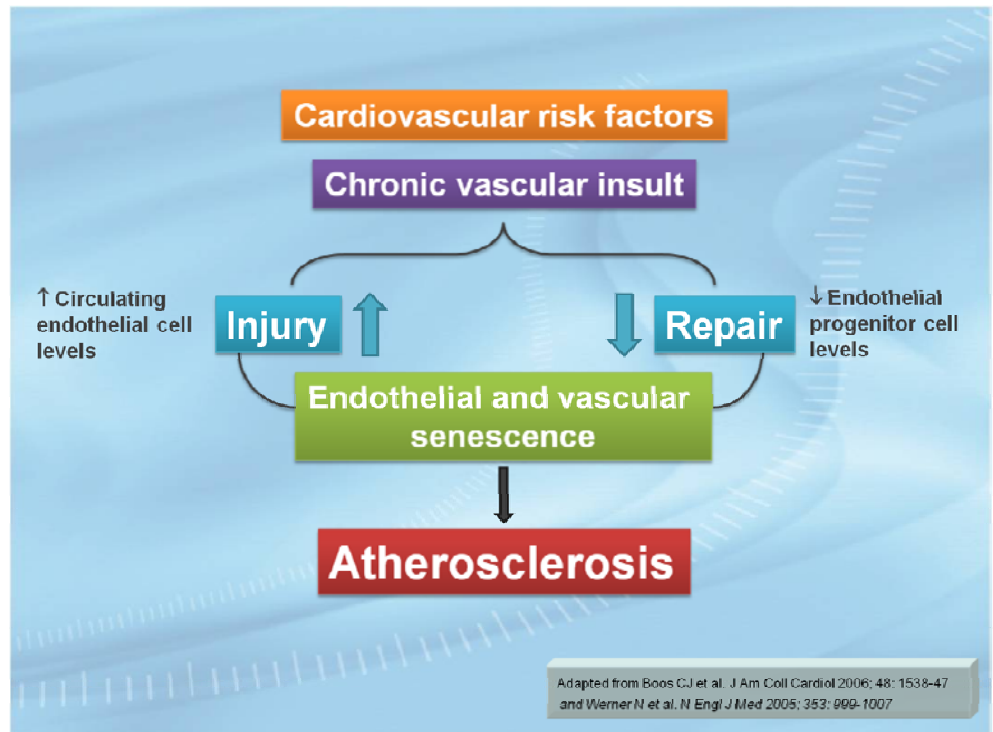 Cardiovascular risk factors
Chronic vascular insult
↑ Circulating
endothelial cell
levels
Injury
Repair
↓ Endothelial
progenitor cell
levels
Endothelial and vascular
senescence
Atherosclerosis
Adapted from Boos CJ et al. J Am Coll Cardiol 2006; 48: 1538-47
and Werner N et al. N Engl J Med 2005; 353: 999-1007